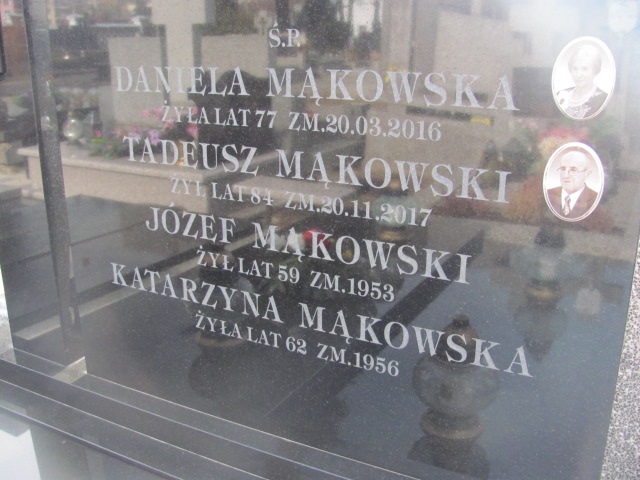 Ś.P.
DANIELA MĄKOWSKA
ŻYŁA LAT 77 ZM.20.03.2016
TADEUSZ MĄKOWSKI
ŻYŁ LAT 84 ZM.20.11.2017
JÓZEF MĄKOWSKI
ŻYŁ LAT 59 ZM.1953
KATARZYNA MĄKOWSKA
ŻYŁA LAT 62 ZM.1956